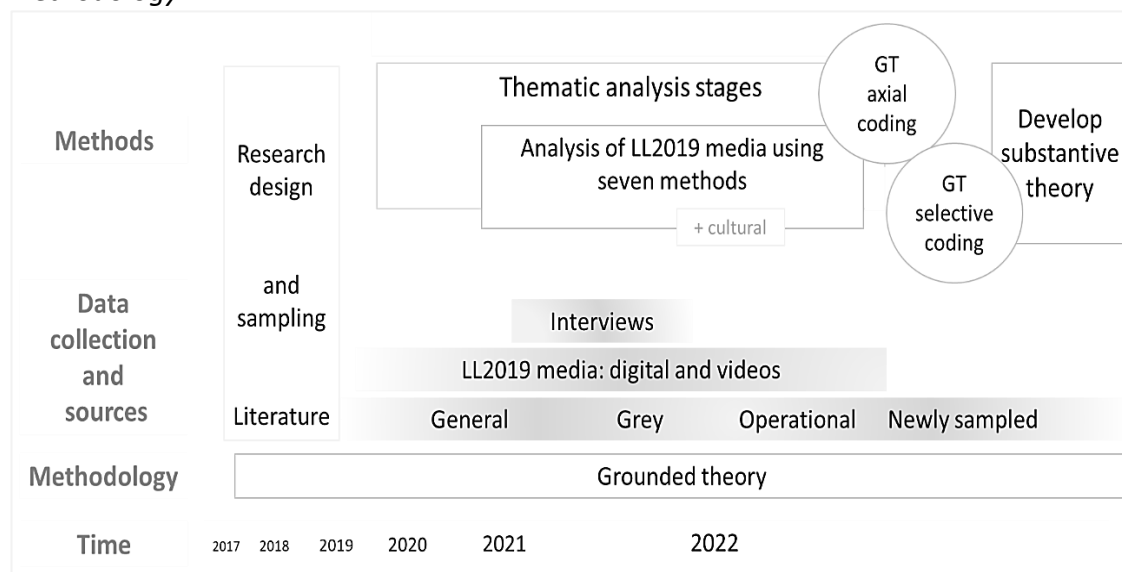 Methods
Research
design
and
sampling
Literature
Thematic analysis stages
Analysis of LL2019 media using
seven methods
+ cultural
GT
axial
coding
GT
selective
coding
Develop
substantive
theory
Data
collection
and
sources
Interviews
LL2019 media: digital and videos
General Grey Operational Newly sampled
Methodology
Grounded theory
Time
2017 2018 2019 2020 2021 2022